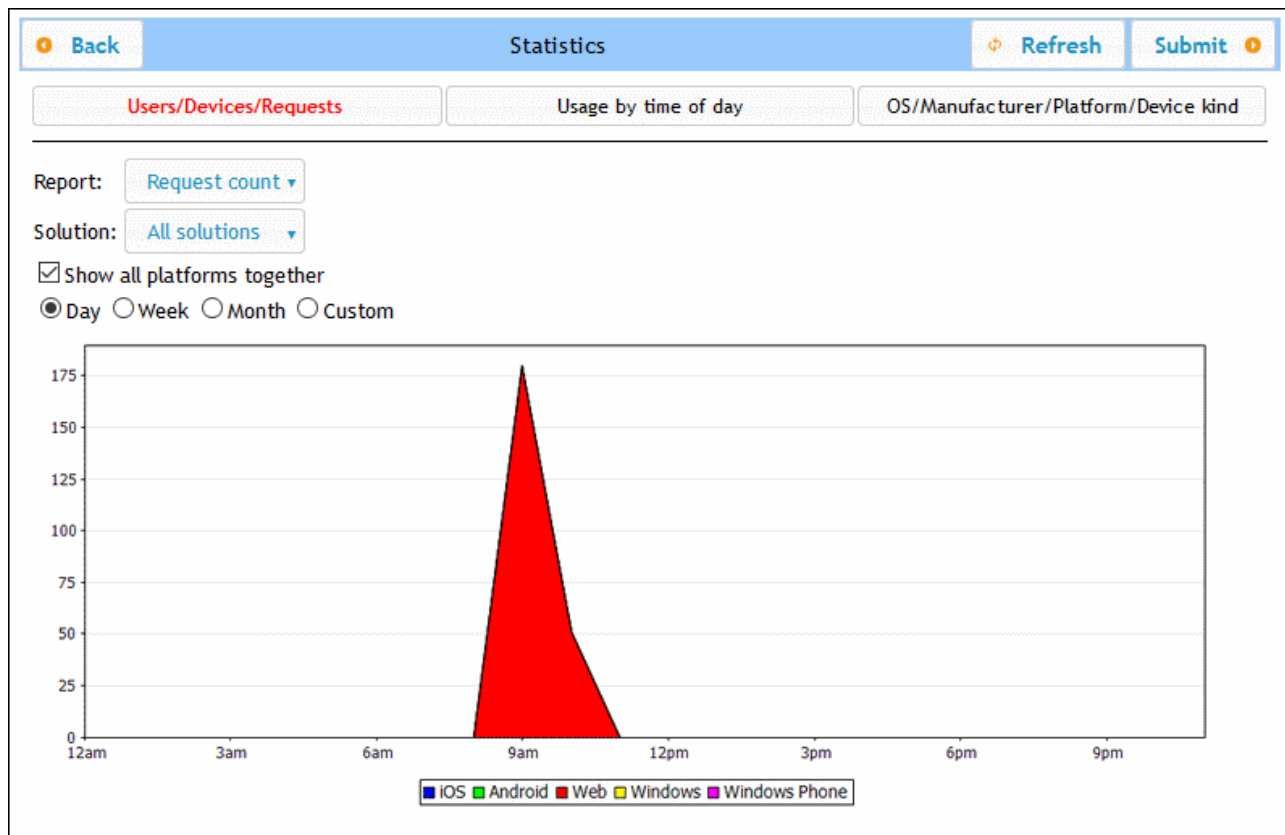 Back Statistics Refresh Submit
Users/Devices/Requests Usage by time of day OS/Manufacturer/Platform/Device kind
Report: Request count
Solution: All solutions
Show all platforms together
Day Week Month Custom
175
150
125
100
75
50
25
0
12am 3am 6am 9am 12pm 3pm 6pm 9pm
iOS Android Web Windows Windows Phone